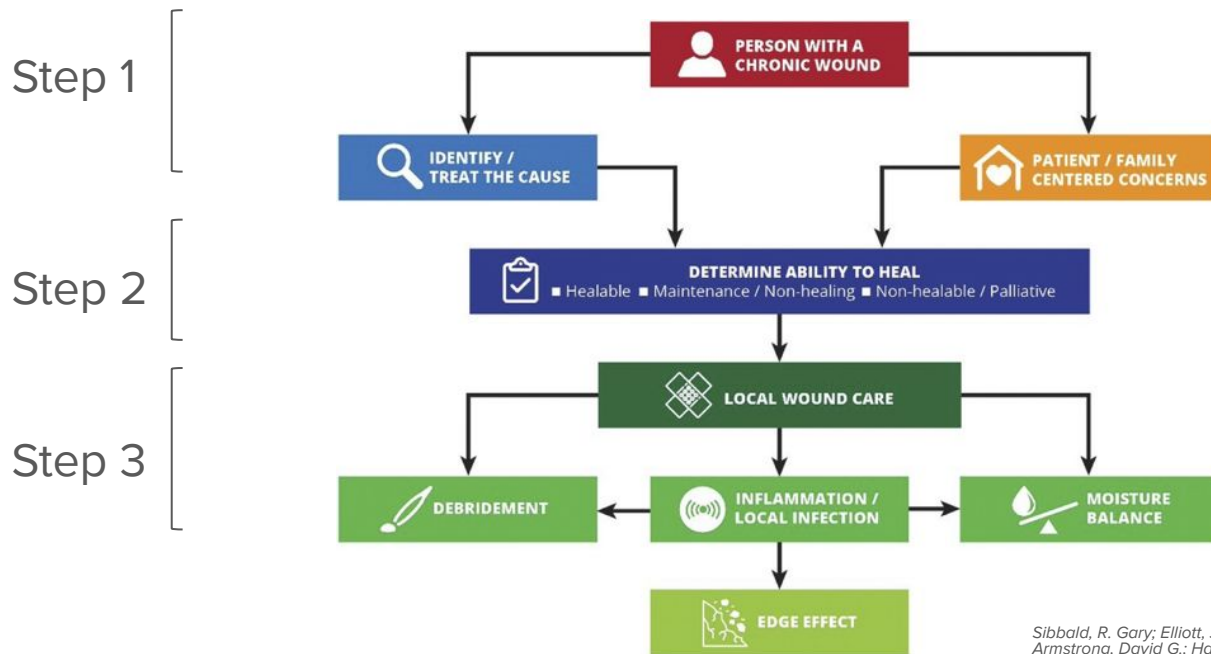 Step 1
PERSON WITH A
CHRONIC WOUND
IDENTIFY /
TREAT THE CAUSE
PATIENT / FAMILY
CENTERED CONCERNS
Step 2
DETERMINE ABILITY TO HEAL
■ Healable ■ Maintenance / Non-healing ■ Non-healable / Palliative
Step 3
LOCAL WOUND CARE
DEBRIDEMENT
INFLAMMATION /
LOCAL INFECTION
MOISTURE
BALANCE
EDGE EFFECT
Sibbald, R. Gary; Elliott,
Armstrong, David G.;